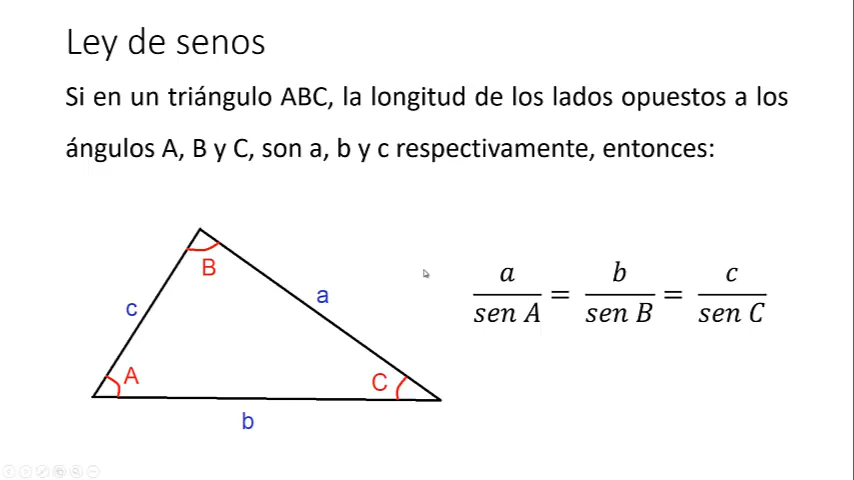 Ley de senos
Si en un triángulo ABC, la longitud de los lados opuestos a los
ángulos A, B y C, son a, b y c respectivamente, entonces:
B
c
a
A
C
b
a/sen A = b/sen B = c/sen C